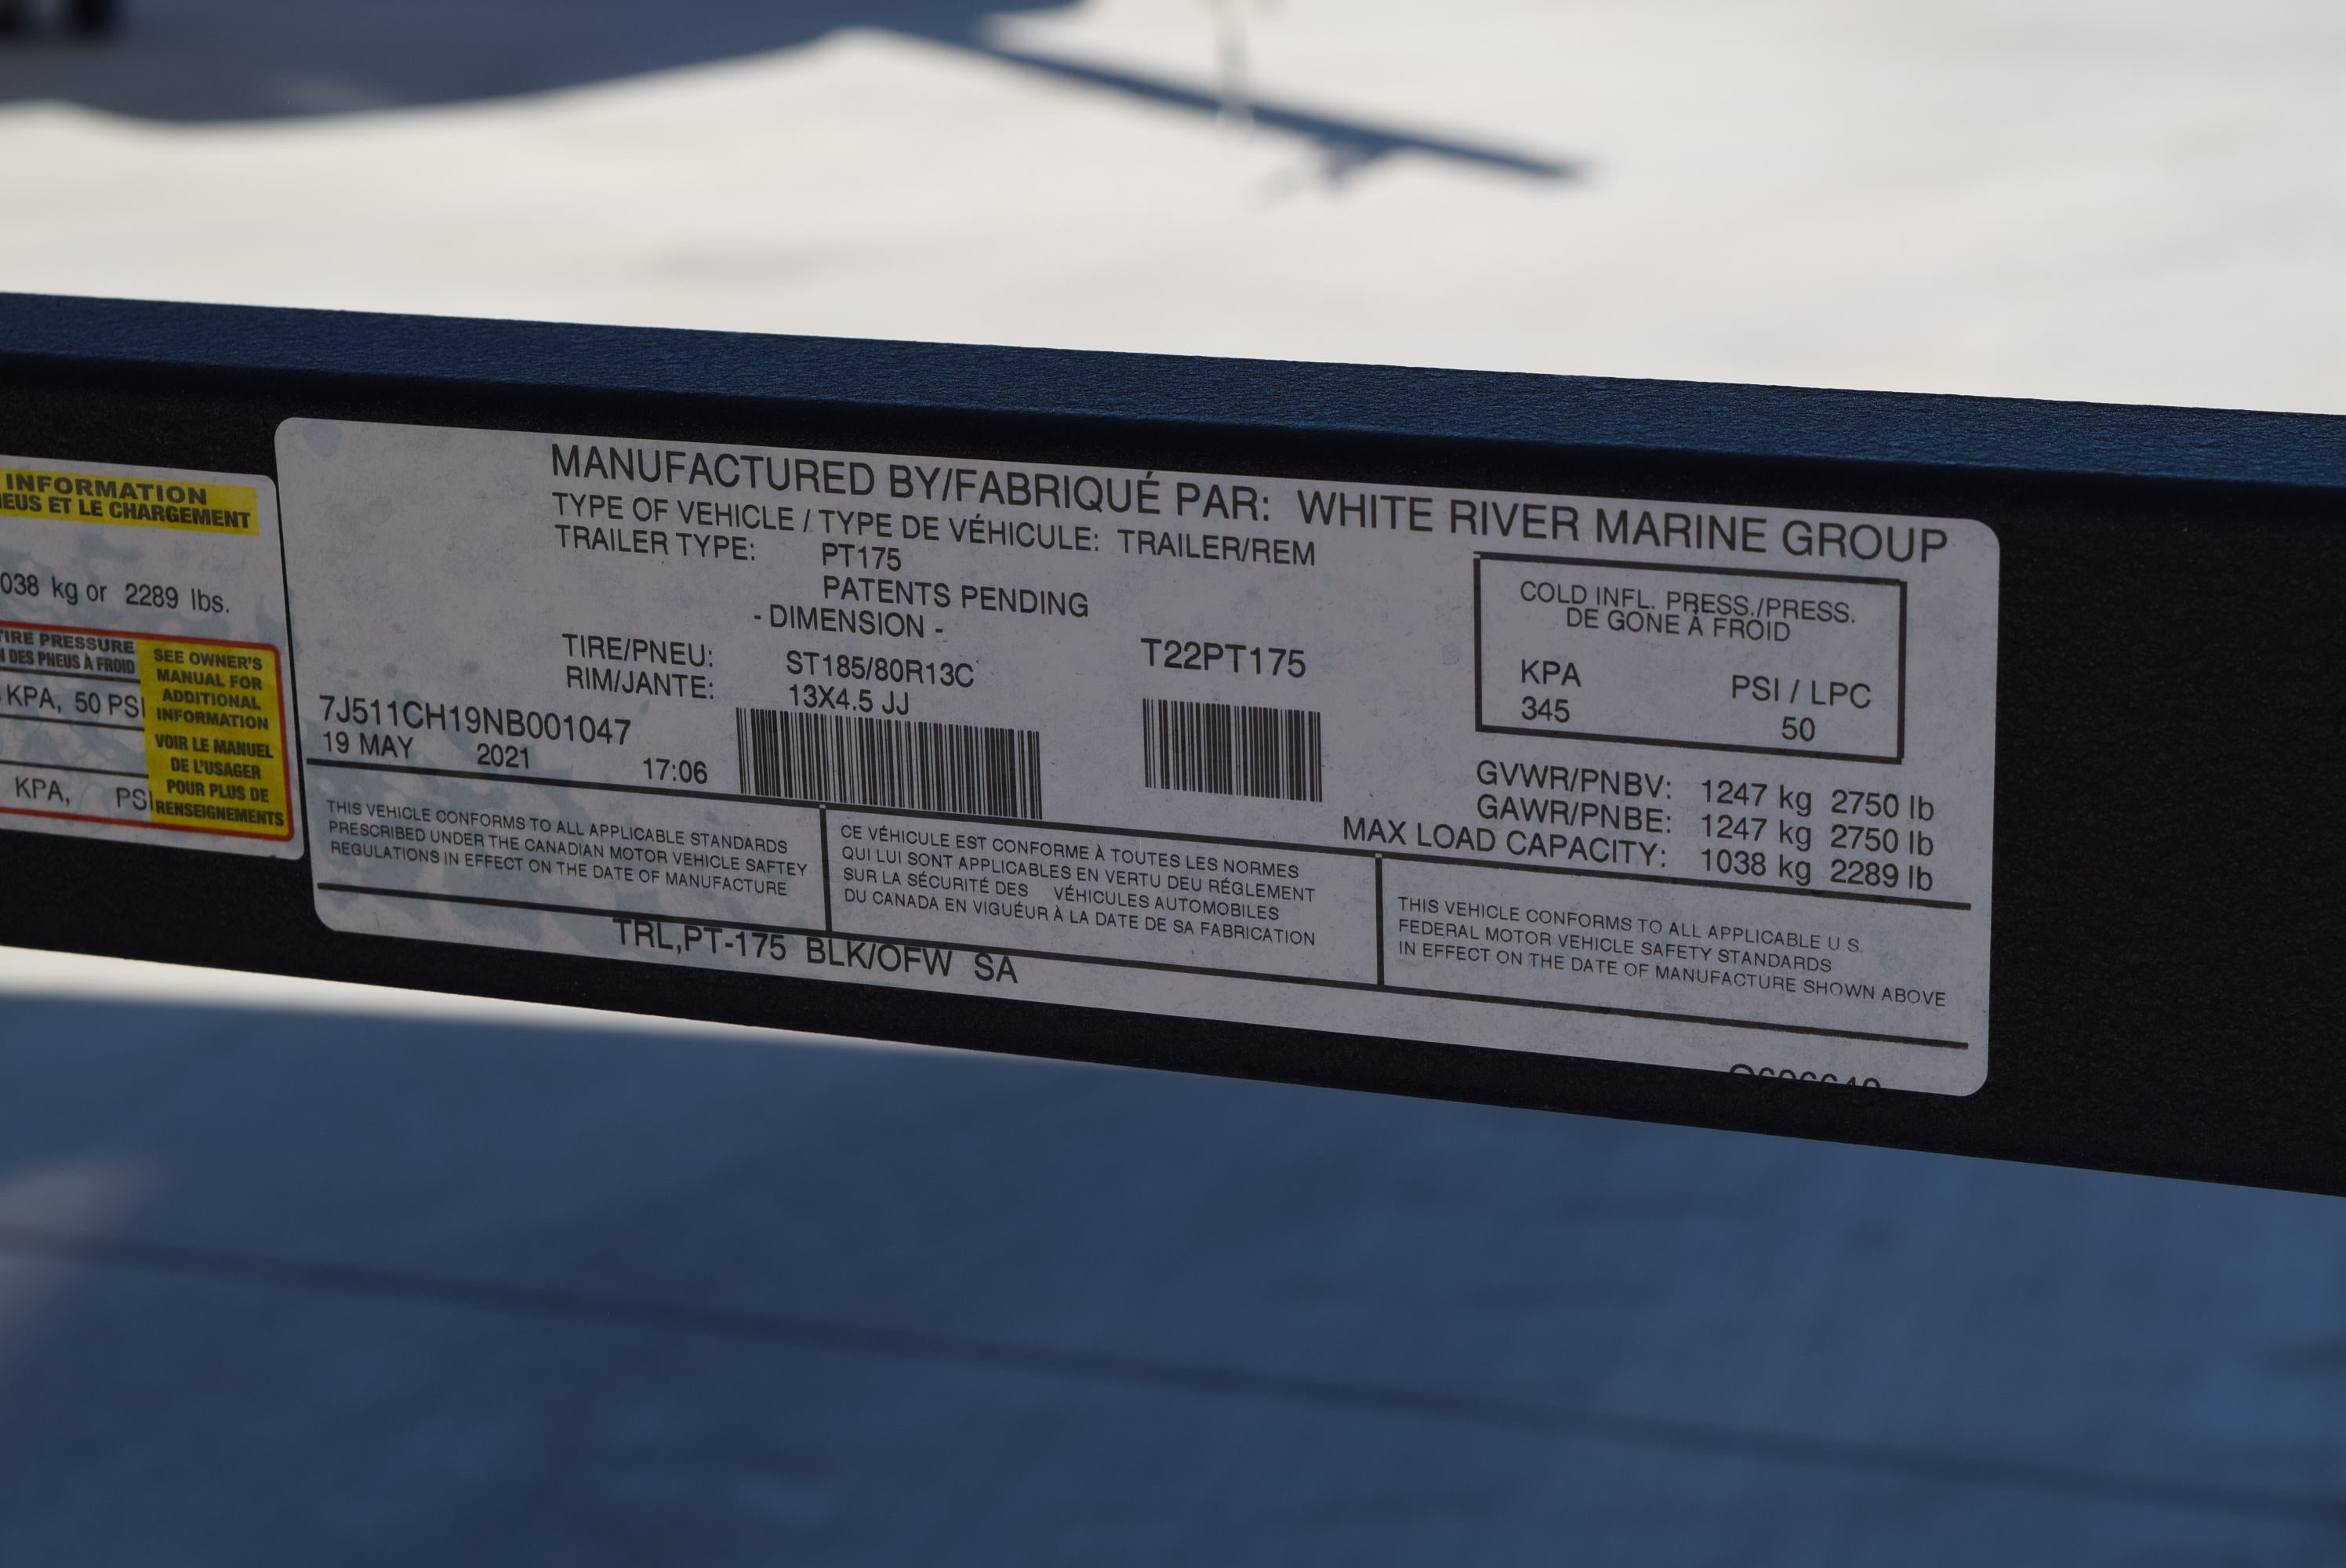 INFORMATION
ET LE CHARGEMENT
kg or 2289 lbs.
PRESSURE
DES PNEUS À FROID
KPA, 50 PSI
KPA, PSI
SEE OWNER'S
MANUAL FOR
ADDITIONAL
INFORMATION
VOIR LE MANUEL
DE L'USAGER
POUR PLUS DE
RENSEIGNEMENTS
MANUFACTURED BY/FABRIQUÉ PAR: WHITE RIVER MARINE GROUP
TYPE OF VEHICLE / TYPE DE VÉHICULE: TRAILER/REM
TRAILER TYPE: PT175
PATENTS PENDING
- DIMENSION -
TIRE/PNEU: ST185/80R13C
RIM/JANTE: 13X4.5 JJ
T22PT175
COLD INFL. PRESS./PRESS.
DE GONE À FROID
KPA PSI / LPC
345 50
7J511CH19NB001047
19 MAY 2021 17:06
GVWR/PNBV: 1247 kg 2750 lb
GAWR/PNBE: 1247 kg 2750 lb
MAX LOAD CAPACITY: 1038 kg 2289 lb
THIS VEHICLE CONFORMS TO ALL APPLICABLE STANDARDS
PRESCRIBED UNDER THE CANADIAN MOTOR VEHICLE SAFTEY
REGULATIONS IN EFFECT ON THE DATE OF MANUFACTURE
CE VÉHICULE EST CONFORME À TOUTES LES NORMES
QUI LUI SONT APPLICABLES EN VERTU DEU RÉGLEMENT
SUR LA SÉCURITÉ DES VÉHICULES AUTOMOBILES
DU CANADA EN VIGUÉUR À LA DATE DE SA FABRICATION
THIS VEHICLE CONFORMS TO ALL APPLICABLE U.S.
FEDERAL MOTOR VEHICLE SAFETY STANDARDS
IN EFFECT ON THE DATE OF MANUFACTURE SHOWN ABOVE
TRL,PT-175 BLK/OFW SA